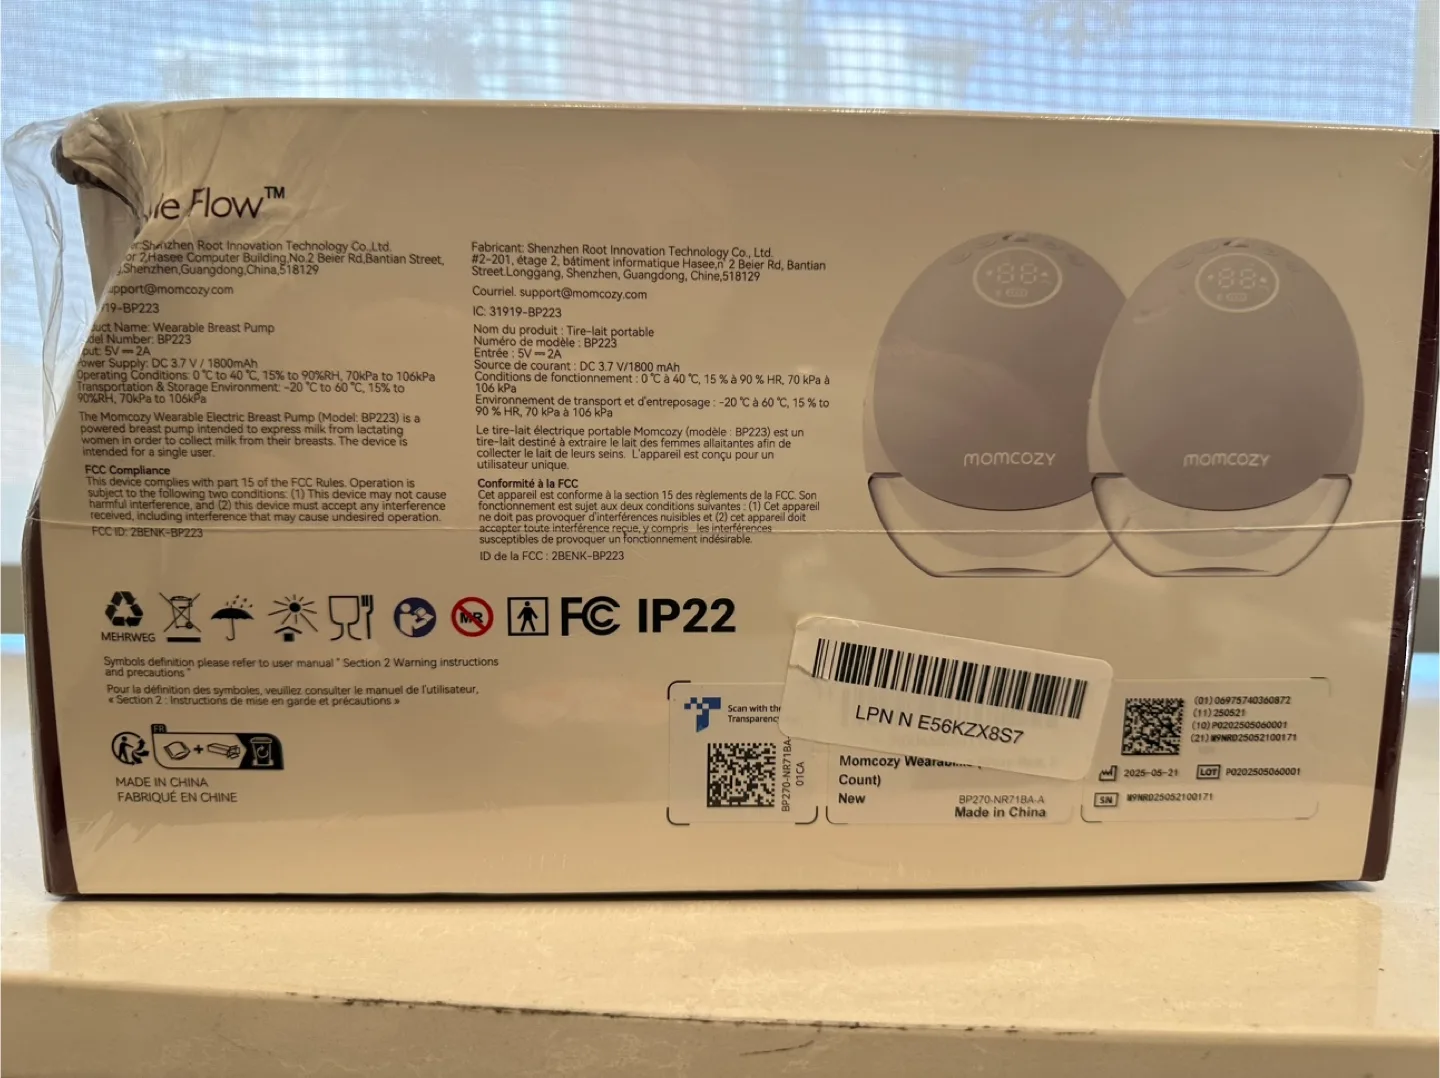 Flow™
Shenzhen Root Innovation Technology Co.,Ltd.
2,Hasee Computer Building,No.2 Beier Rd,Bantian Street,
Shenzhen,Guangdong,China,518129
@momcozy.com
19-BP223
Name: Wearable Breast Pump
Number: BP223
5V 2A
Supply: DC 3.7 V / 1800mAh
Operating Conditions: 0 °C to 40 °C, 15% to 90%RH, 70kPa to 106kPa
Transportation & Storage Environment: -20 °C to 60 °C, 15% to
90%RH, 70kPa to 106kPa
The Momcozy Wearable Electric Breast Pump (Model: BP223) is a
powered breast pump intended to express milk from lactating
women in order to collect milk from their breasts. The device is
intended for a single user.
FCC Compliance
This device complies with part 15 of the FCC Rules. Operation is
subject to the following two conditions: (1) This device may not cause
harmful interference, and (2) this device must accept any interference
received, including interference that may cause undesired operation.
FCC ID: 2BENK-BP223
Fabricant: Shenzhen Root Innovation Technology Co., Ltd.
#2-201, étage 2, bâtiment informatique Hasee,n° 2 Beier Rd, Bantian
Street.Longgang, Shenzhen, Guangdong, Chine,518129
Courriel. support@momcozy.com
IC: 31919-BP223
Nom du produit : Tire-lait portable
Numéro de modèle : BP223
Entrée : 5V 2A
Source de courant : DC 3.7 V/1800 mAh
Conditions de fonctionnement : 0 °C à 40 °C, 15 % à 90 % HR, 70 kPa à
106 kPa
Environnement de transport et d'entreposage : -20 °C à 60 °C, 15 % to
90 % HR, 70 kPa à 106 kPa
Le tire-lait électrique portable Momcozy (modèle : BP223) est un
tire-lait destiné à extraire le lait des femmes allaitantes afin de
collecter le lait de leurs seins. L'appareil est conçu pour un
utilisateur unique.
Conformité à la FCC
Cet appareil est conforme à la section 15 des règlements de la FCC. Son
fonctionnement est sujet aux deux conditions suivantes : (1) Cet appareil
ne doit pas provoquer d'interférences nuisibles et (2) cet appareil doit
accepter toute interférence reçue, y compris les interférences
susceptibles de provoquer un fonctionnement indésirable.
ID de la FCC : 2BENK-BP223
momcozy
momcozy
MEHRWEG
MR
FC IP22
Symbols definition please refer to user manual " Section 2 Warning instructions
and precautions "
Pour la définition des symboles, veuillez consulter le manuel de l'utilisateur,
« Section 2 : Instructions de mise en garde et précautions »
FR
MADE IN CHINA
FABRIQUÉ EN CHINE
Scan with the
Transparency
BP270-NR71BA-
01CA
LPN N E56KZX8S7
Momcozy
Count)
New
BP270-NR71BA-A
Made in China
(01) 06975740360872
(11) 250521
(10) P0202505060001
(21) M9NRD25052100171
2025-05-21
LOT P0202505060001
SN M9NRD25052100171